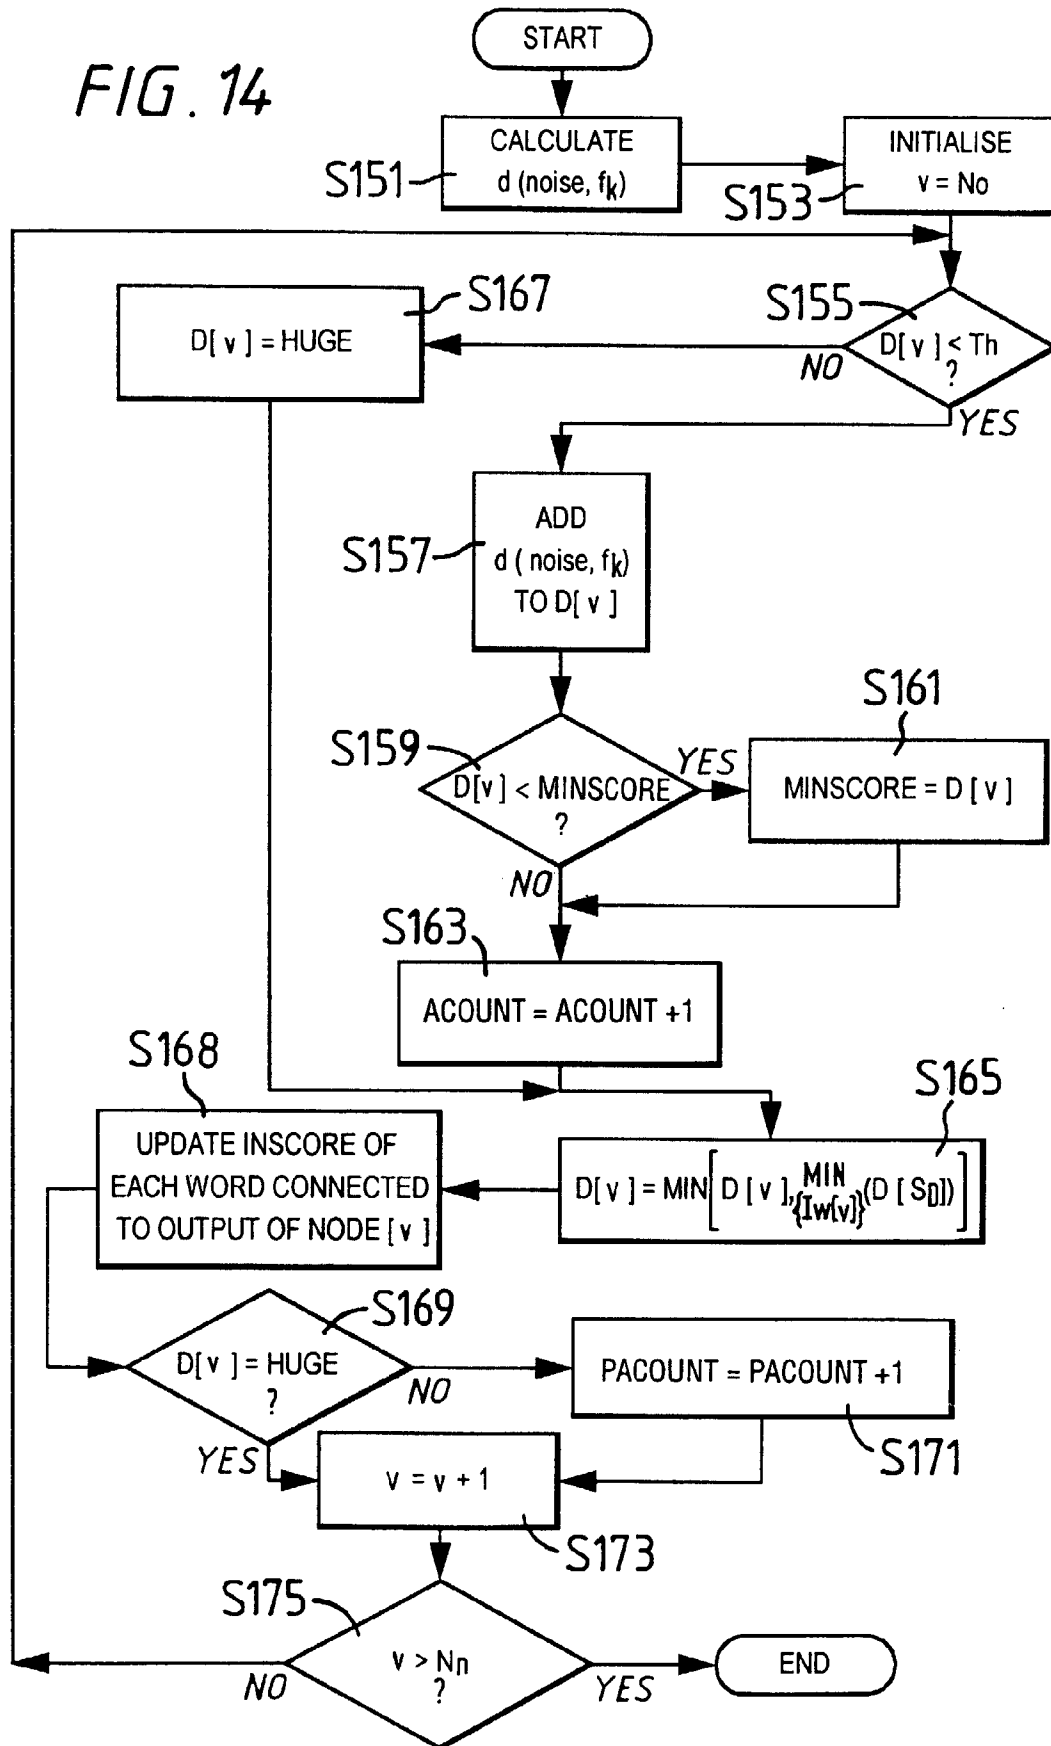 START
FIG. 14
CALCULATE
d (noise, fk)
S151
INITIALISE
v = No
S153
S167
D[ v ] = HUGE
S155
D[ v ] < Th
?
NO
YES
ADD
d ( noise, fk)
TO D[ v ]
S157
S161
S159
D[v] < MINSCORE
?
YES
MINSCORE = D [ v ]
NO
S163
ACOUNT = ACOUNT +1
S168
S165
UPDATE INSCORE OF
EACH WORD CONNECTED
TO OUTPUT OF NODE [ v ]
D[ v ] = MIN[ D [ v ], MIN {Iw[v]} (D [ S0]) ]
S169
D[ v ] = HUGE
?
NO
PACOUNT = PACOUNT +1
YES
S171
v = v + 1
S173
S175
v > Nn
?
NO
YES
END